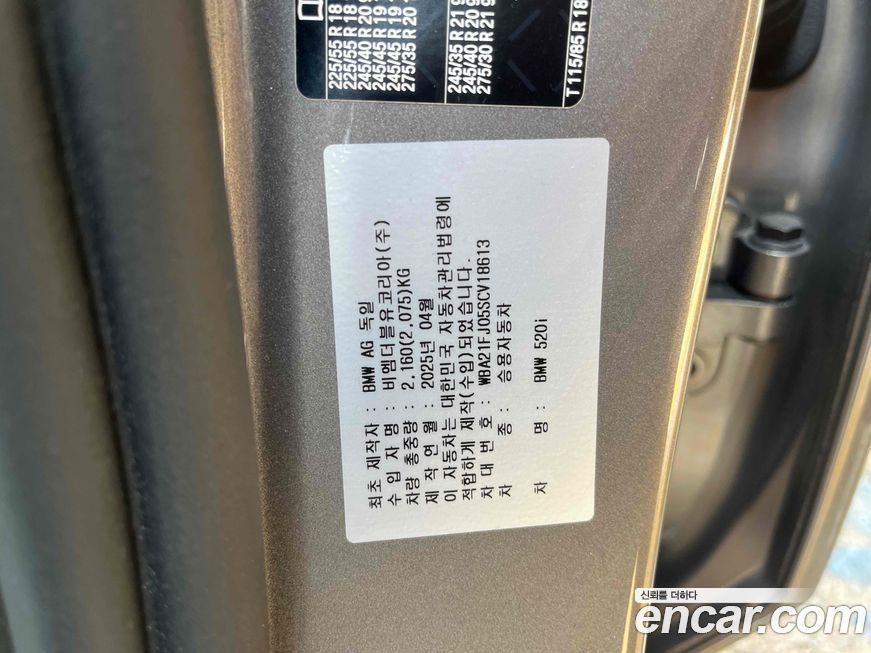 225/55 R 18
225/55 R 18
245/40 R 20
245/45 R 19
245/45 R 19
275/35 R 20
245/35 R 21
245/40 R 20
275/30 R 21
T 115/85 R 18
최초 제작자 : BMW AG 독일
수 입 자 명 : 비엠더블유코리아(주)
차량 총중량 : 2,160(2,075)KG
제 작 연 월 : 2025년 04월
이 자동차는 대한민국 자동차관리법령에
적합하게 제작(수입)되었습니다.
차 대 번 호 : WBA21FJ05SCV18613
차 종 : 승용자동차
차 명 : BMW 520i
신뢰를 더하다
encar.com